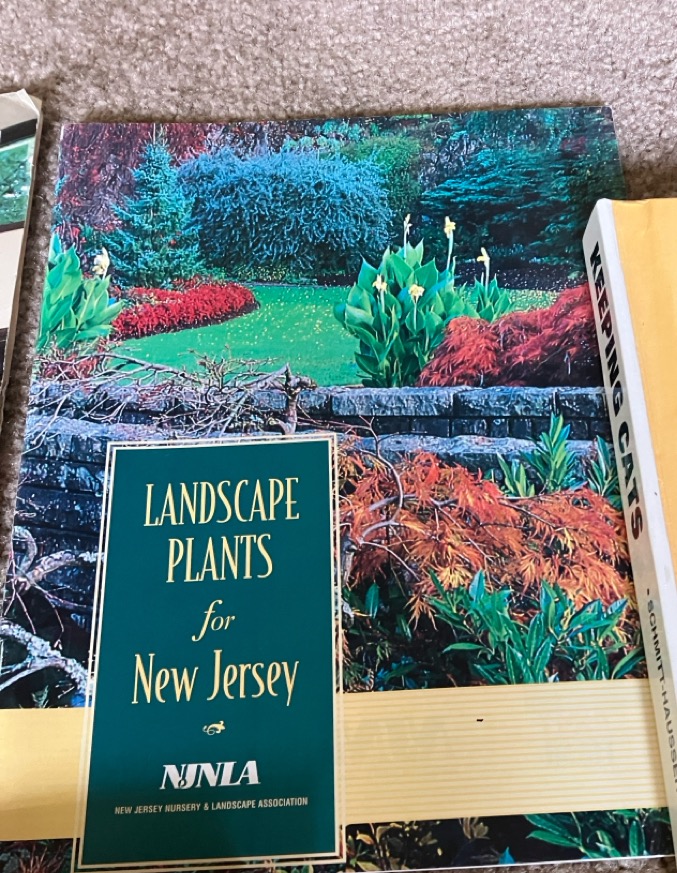 LANDSCAPE
PLANTS
for
New Jersey
NJNLA
NEW JERSEY NURSERY & LANDSCAPE ASSOCIATION
KEEPING CATS
• SCHMITT-HAUSSER